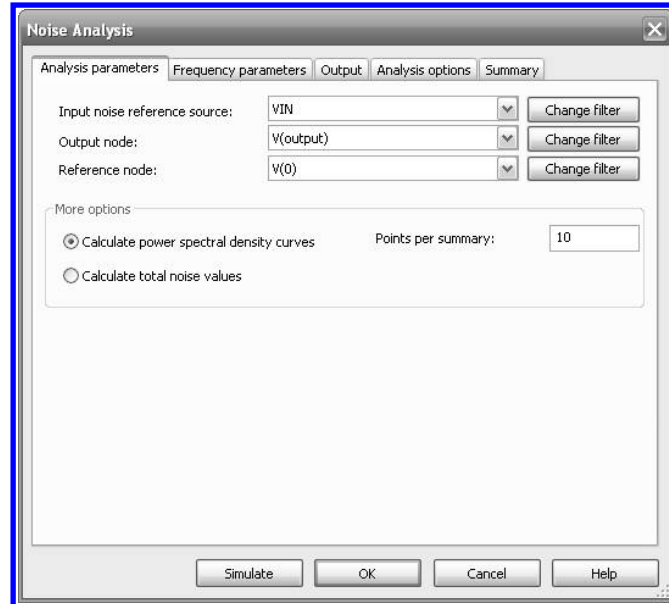 Noise Analysis
Analysis parameters Frequency parameters Output Analysis options Summary
Input noise reference source: VIN Change filter
Output node: V(output) Change filter
Reference node: V(0) Change filter
More options
Calculate power spectral density curves Points per summary: 10
Calculate total noise values
Simulate OK Cancel Help